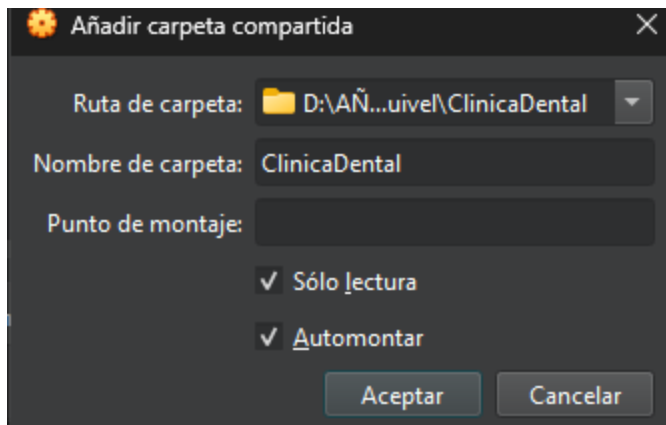 Añadir carpeta compartida
Ruta de carpeta: D:\AÑ...uivel\ClinicaDental
Nombre de carpeta: ClinicaDental
Punto de montaje:
Sólo lectura
Automontar
Aceptar Cancelar